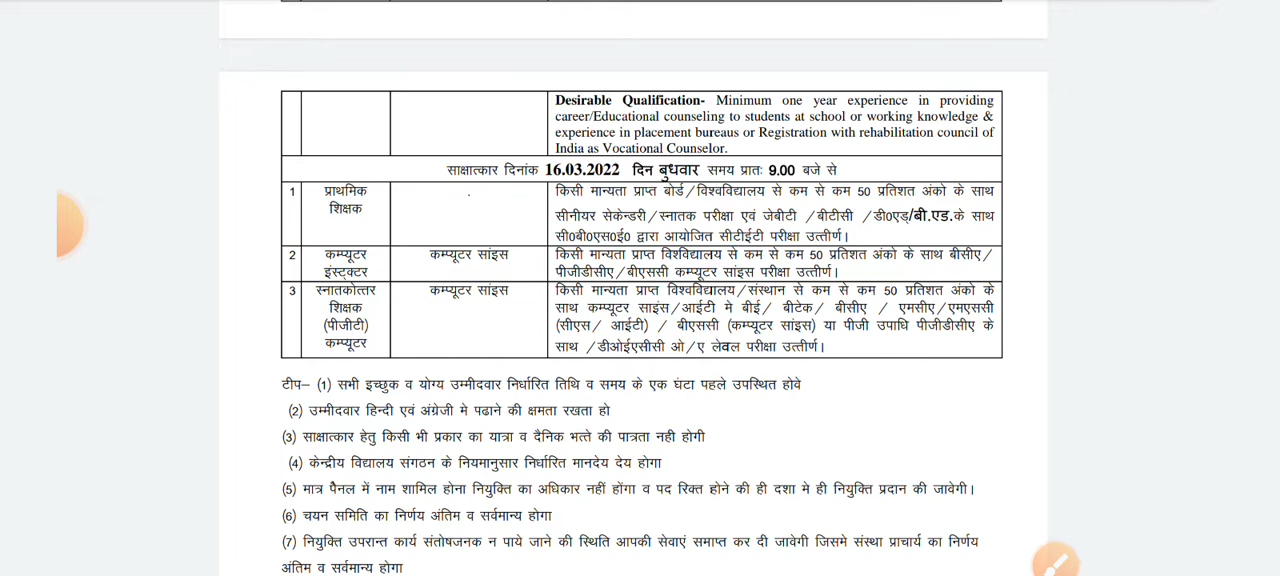 Desirable Qualification- Minimum one year experience in providing
career/Educational counseling to students at school or working knowledge &
experience in placement bureaus or Registration with rehabilitation council of
India as Vocational Counselor.
साक्षात्कार दिनांक 16.03.2022 दिन बुधवार समय प्रातः 9.00 बजे से
1 प्राथमिक शिक्षक
किसी मान्यता प्राप्त बोर्ड/विश्वविद्यालय से कम से कम 50 प्रतिशत अंको के साथ
सीनीयर सेकेन्डरी/स्नातक परीक्षा एवं जेबीटी /बीटीसी /डी0एड्/बी.एड.के साथ
सी0बी0एस0ई0 द्वारा आयोजित सीटीईटी परीक्षा उत्तीर्ण।
2 कम्प्यूटर इंस्ट्क्टर
कम्प्यूटर सांइस
किसी मान्यता प्राप्त विशविद्यालय से कम से कम 50 प्रतिशत अंको के साथ बीसीए/
पीजीडीसीए/बीएससी कम्प्यूटर सांइस परीक्षा उत्तीर्ण।
3 स्नातकोत्तर
शिक्षक
(पीजीटी)
कम्प्यूटर
कम्प्यूटर सांइस
किसी मान्यता प्राप्त विश्वविद्यालय/संस्थान से कम से कम 50 प्रतिशत अंको के
साथ कम्प्यूटर साइंस/आईटी मे बीई/ बीटेक/ बीसीए / एमसीए/एमएससी
(सीएस/ आईटी) / बीएससी (कम्प्यूटर सांइस) या पीजी उपाधि पीजीडीसीए के
साथ /डीओईएसीसी ओ/ए लेवल परीक्षा उत्तीर्ण।
टीप– (1) सभी इच्छुक व योग्य उम्मीदवार निर्धारित तिथि व समय के एक घंटा पहले उपस्थित होवे
(2) उम्मीदवार हिन्दी एवं अंग्रेजी मे पढाने की क्षमता रखता हो
(3) साक्षात्कार हेतु किसी भी प्रकार का यात्रा व दैनिक भत्ते की पात्रता नही होगी
(4) केन्द्रीय विद्यालय संगठन के नियमानुसार निर्धारित मानदेय देय होगा
(5) मात्र पैनल में नाम शामिल होना नियुक्ति का अधिकार नहीं होंगा व पद रिक्त होने की ही दशा मे ही नियुक्ति प्रदान की जावेगी।
(6) चयन समिति का निर्णय अंतिम व सर्वमान्य होगा
(7) नियुक्ति उपरान्त कार्य संतोषजनक न पाये जाने की स्थिति आपकी सेवाएं समाप्त कर दी जावेगी जिसमे संस्था प्राचार्य का निर्णय
अंतिम व सर्वमान्य होगा